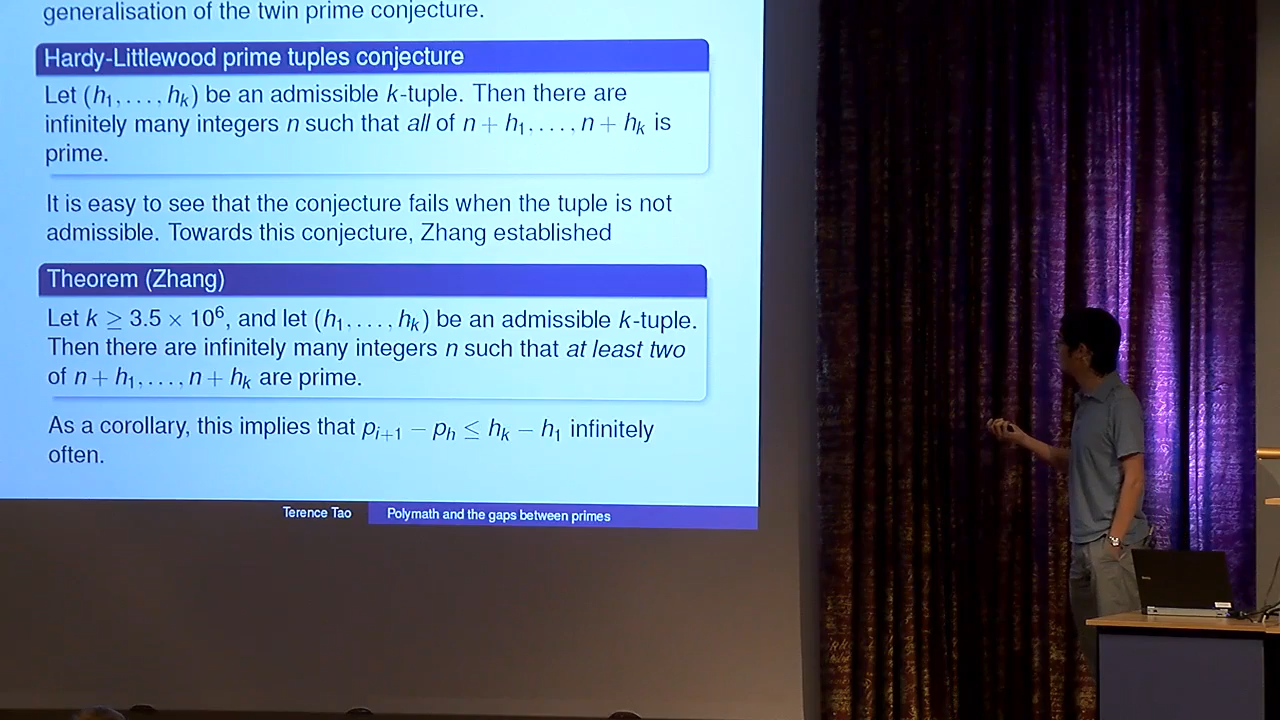 generalisation of the twin prime conjecture.
Hardy-Littlewood prime tuples conjecture
Let (h₁, . . . , hₖ) be an admissible k-tuple. Then there are
infinitely many integers n such that all of n + h₁, . . . , n + hₖ is
prime.
It is easy to see that the conjecture fails when the tuple is not
admissible. Towards this conjecture, Zhang established
Theorem (Zhang)
Let k ≥ 3.5 × 10⁶, and let (h₁, . . . , hₖ) be an admissible k-tuple.
Then there are infinitely many integers n such that at least two
of n + h₁, . . . , n + hₖ are prime.
As a corollary, this implies that pᵢ₊₁ − pₕ ≤ hₖ − h₁ infinitely
often.
Terence Tao
Polymath and the gaps between primes